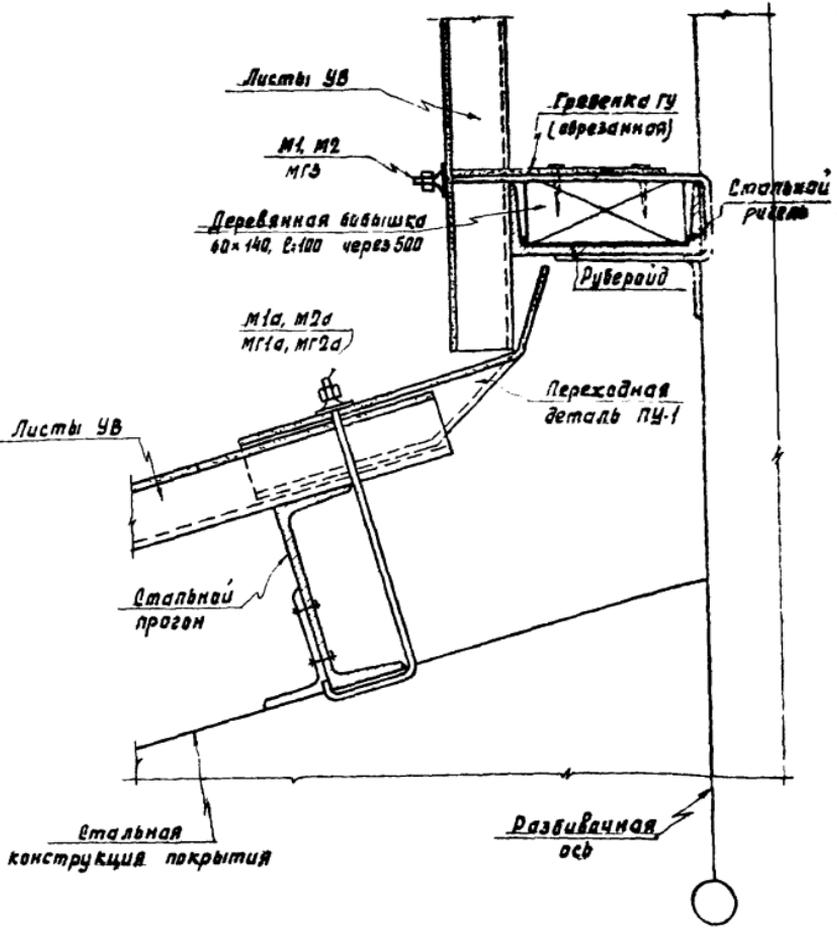 Листы УВ
Гребенка ГУ
(обрезанная)
М1, М2
МГ3
Стальной
ригель
Деревянная бобышка
60×140, ℓ=100 через 500
Рубероид
М1а, М2а
МГ1а, МГ2а
Переходная
деталь ПУ-1
Листы УВ
Стальной
прогон
Стальная
конструкция покрытия
Разбивочная
ось